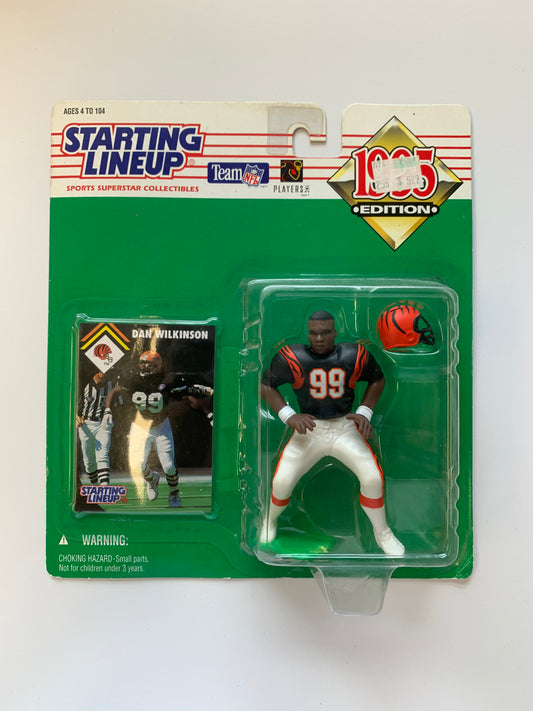 AGES 4 TO 104
STARTING
LINEUP
SPORTS SUPERSTAR COLLECTIBLES
Team NFL
PLAYERS INC
1995
EDITION
DAN WILKINSON
99
99
STARTING
LINEUP
WARNING:
CHOKING HAZARD-Small parts.
Not for children under 3 years.